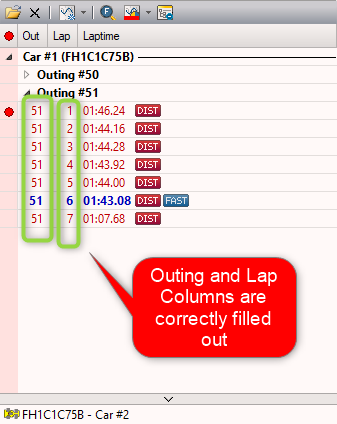 Out Lap Laptime
Car #1 (FH1C1C75B)
Outing #50
Outing #51
51 1 01:46.24 DIST
51 2 01:44.16 DIST
51 3 01:44.28 DIST
51 4 01:43.92 DIST
51 5 01:44.00 DIST
51 6 01:43.08 DIST FAST
51 7 01:07.68 DIST
Outing and Lap
Columns are
correctly filled
out
FH1C1C75B - Car #2